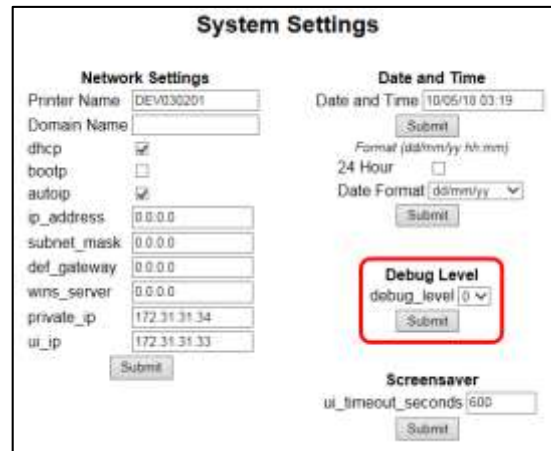 System Settings
Network Settings
Printer Name DEV030201
Domain Name
dhcp
bootp
autoip
ip_address 0.0.0.0
subnet_mask 0.0.0.0
def_gateway 0.0.0.0
wins_server 0.0.0.0
private_ip 172.31.31.34
ui_ip 172.31.31.33
Submit
Date and Time
Date and Time 10/05/18 03:19
Submit
Format (dd/mm/yy hh:mm)
24 Hour
Date Format dd/mm/yy
Submit
Debug Level
debug_level 0
Submit
Screensaver
ui_timeout_seconds 600
Submit